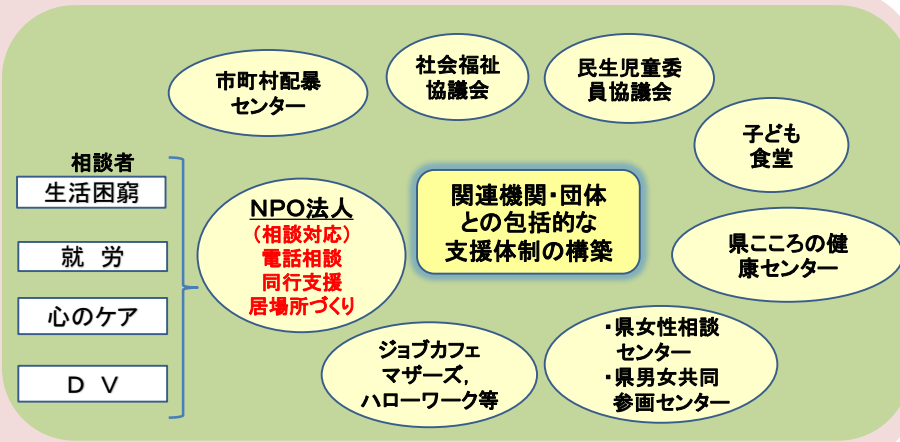 市町村配暴
センター
社会福祉
協議会
民生児童委
員協議会
子ども
食堂
相談者
生活困窮
就　労
心のケア
Ｄ　Ｖ
ＮＰＯ法人
（相談対応）
電話相談
同行支援
居場所づくり
関連機関・団体
との包括的な
支援体制の構築
県こころの健
康センター
ジョブカフェ
マザーズ，
ハローワーク等
・県女性相談
センター
・県男女共同
参画センター